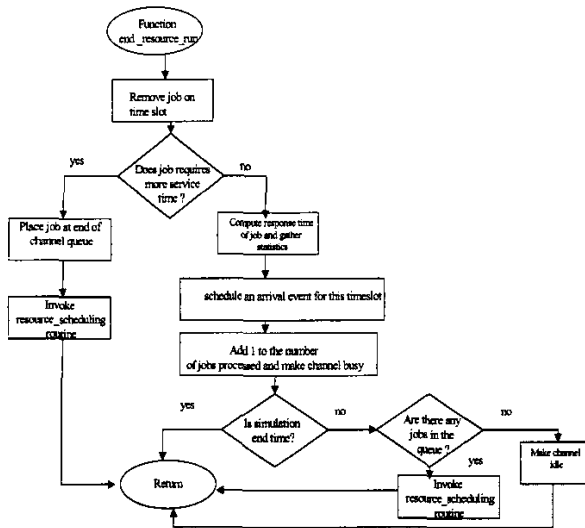 Function
end_resource_run
Remove job on
time slot
yes
no
Does job requires
more service
time ?
Place job at end of
channel queue
Compute response time
of job and gather
statistics
Invoke
resource_scheduling
routine
schedule an arrival event for this timeslot
Add 1 to the number
of jobs processed and make channel busy
yes
Is simulation
end time?
no
Are there any
jobs in the
queue ?
no
yes
Make channel
idle
Return
Invoke
resource_scheduling
routine